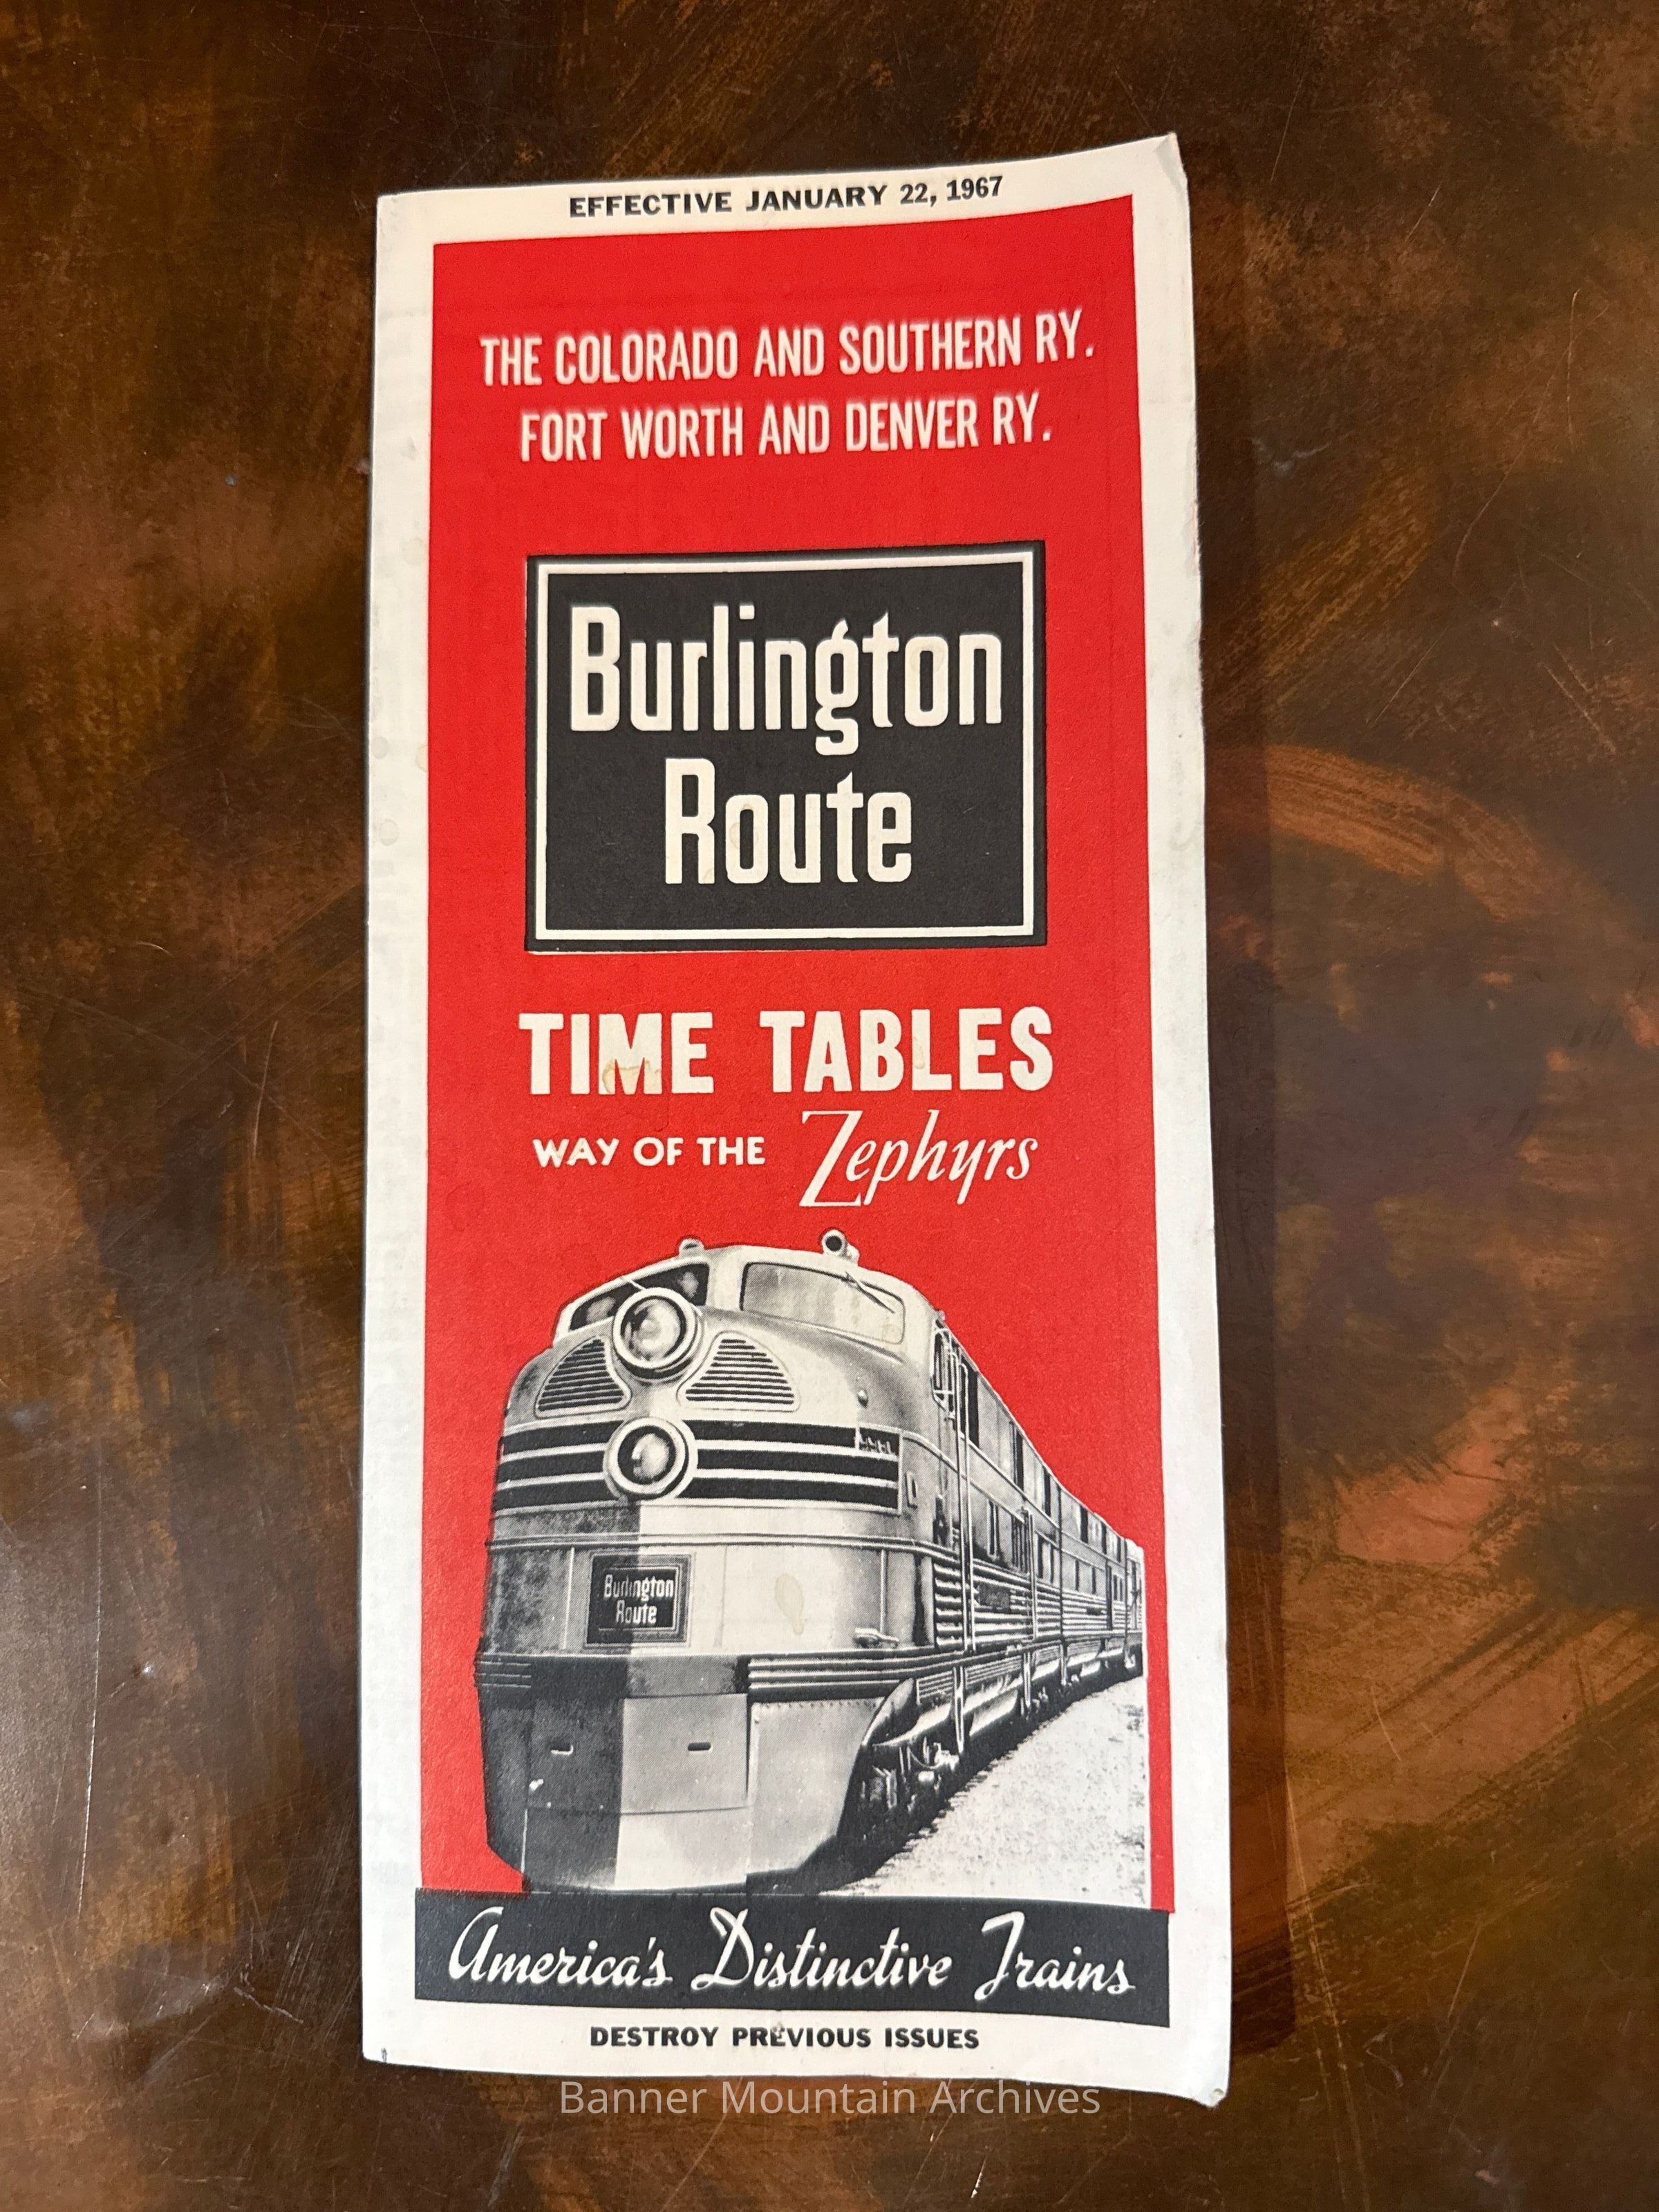 EFFECTIVE JANUARY 22, 1967
THE COLORADO AND SOUTHERN RY.
FORT WORTH AND DENVER RY.
Burlington
Route
TIME TABLES
WAY OF THE Zephyrs
Burlington
Route
America's Distinctive Trains
DESTROY PREVIOUS ISSUES
Banner Mountain Archives